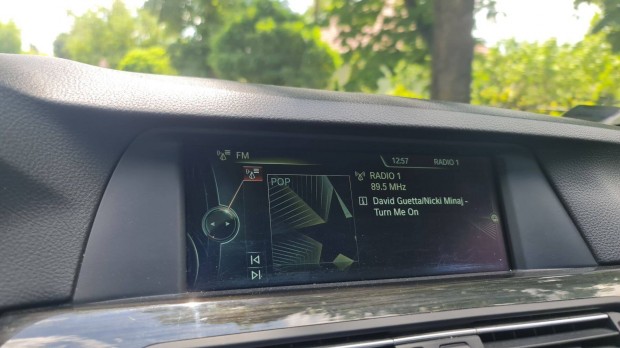 FM
12:57
RADIO 1
POP
RADIO 1
89.5 MHz
David Guetta/Nicki Minaj -
Turn Me On